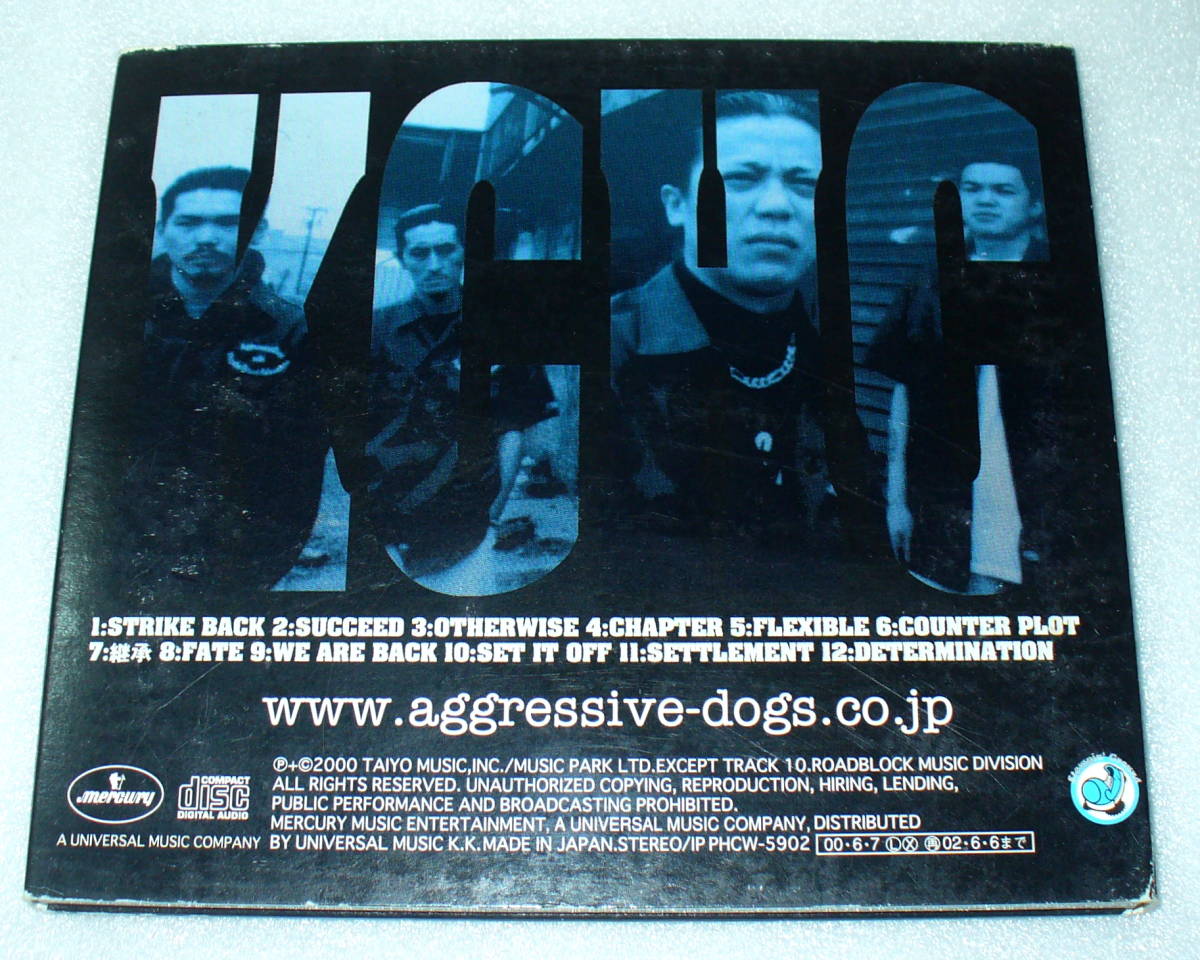 KCHC
1:STRIKE BACK 2:SUCCEED 3:OTHERWISE 4:CHAPTER 5:FLEXIBLE 6:COUNTER PLOT
7:継承 8:FATE 9:WE ARE BACK 10:SET IT OFF 11:SETTLEMENT 12:DETERMINATION
www.aggressive-dogs.co.jp
℗+©2000 TAIYO MUSIC,INC./MUSIC PARK LTD.EXCEPT TRACK 10.ROADBLOCK MUSIC DIVISION
ALL RIGHTS RESERVED. UNAUTHORIZED COPYING, REPRODUCTION, HIRING, LENDING,
PUBLIC PERFORMANCE AND BROADCASTING PROHIBITED.
MERCURY MUSIC ENTERTAINMENT, A UNIVERSAL MUSIC COMPANY, DISTRIBUTED
BY UNIVERSAL MUSIC K.K.MADE IN JAPAN.STEREO/IP PHCW-5902 00・6・7 Ⓛ Ⓧ ㋲02・6・6まで
mercury
COMPACT
disc
DIGITAL AUDIO
A UNIVERSAL MUSIC COMPANY